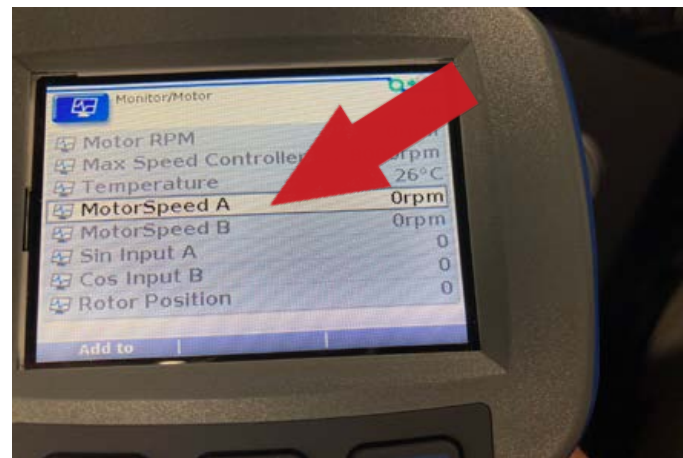 Monitor/Motor
Motor RPM
Max Speed Controller rpm
Temperature 26°C
MotorSpeed A 0rpm
MotorSpeed B 0rpm
Sin Input A 0
Cos Input B 0
Rotor Position 0
Add to